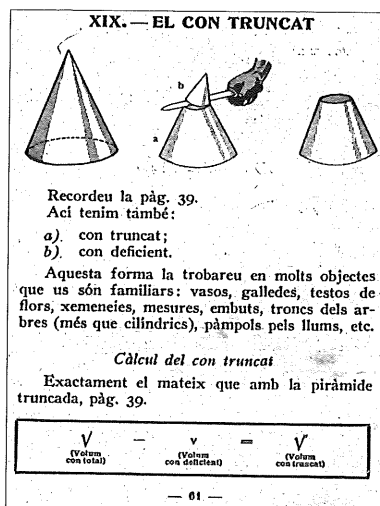 XIX. — EL CON TRUNCAT
b
a
Recordeu la pàg. 39.
Ací tenim també:
a). con truncat;
b). con deficient.
Aquesta forma la trobareu en molts objectes
que us són familiars: vasos, galledes, testos de
flors, xemeneies, mesures, embuts, troncs dels ar-
bres (més que cilíndrics), pàmpols pels llums, etc.
Càlcul del con truncat
Exactament el mateix que amb la piràmide
truncada, pàg. 39.
V — v = V'
(Volum (Volum (Volum
con total) con deficient) con truscat)
— 61 —